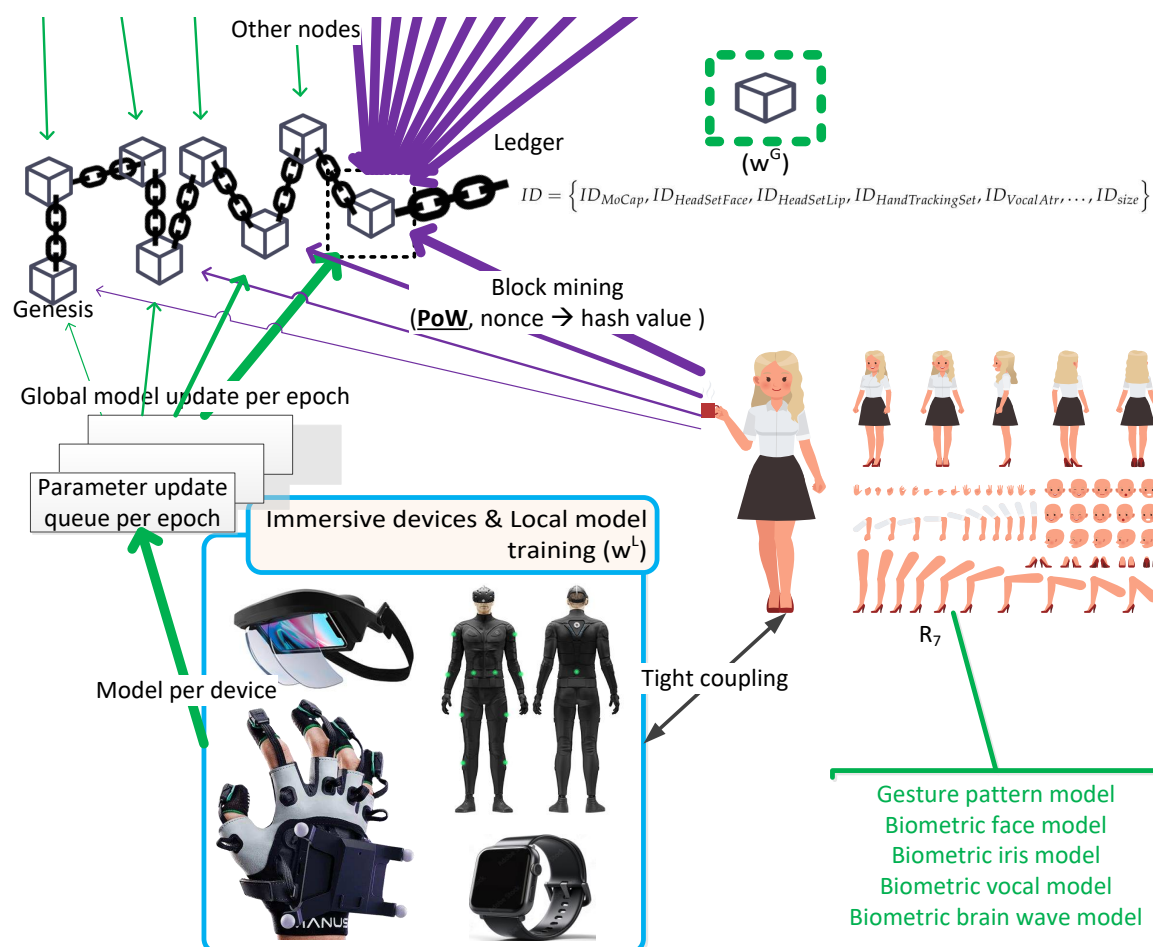 Other nodes
Ledger
(w^G)
ID = {ID_MoCap, ID_HeadSetFace, ID_HeadSetLip, ID_HandTrackingSet, ID_VocalAtr, ..., ID_size}
Block mining
(PoW, nonce → hash value )
Genesis
Global model update per epoch
Parameter update
queue per epoch
Immersive devices & Local model
training (w^L)
R_7
Tight coupling
Model per device
Gesture pattern model
Biometric face model
Biometric iris model
Biometric vocal model
Biometric brain wave model
MANUS